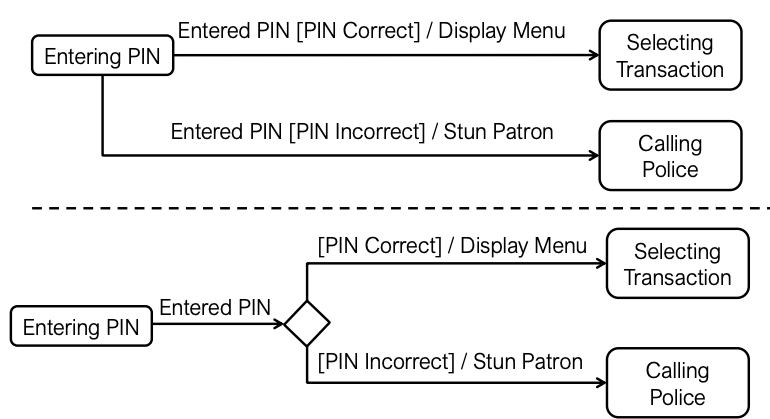 Entered PIN [PIN Correct] / Display Menu
Entering PIN
Selecting
Transaction
Entered PIN [PIN Incorrect] / Stun Patron
Calling
Police
[PIN Correct] / Display Menu
Selecting
Transaction
Entered PIN
Entering PIN
[PIN Incorrect] / Stun Patron
Calling
Police